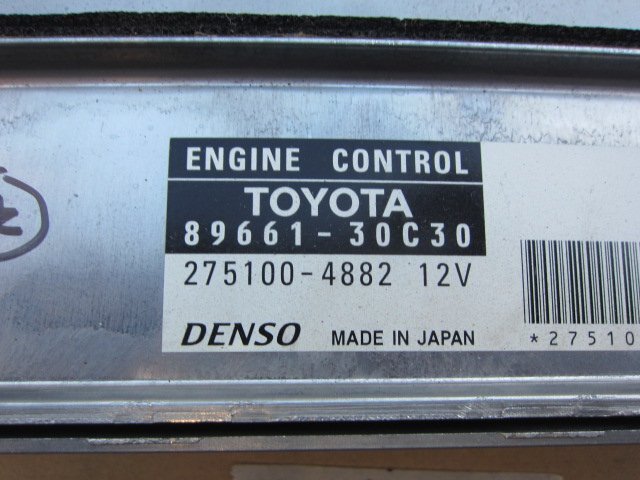 ENGINE CONTROL
TOYOTA
89661-30C30
275100-4882 12V
DENSO MADE IN JAPAN
*27510